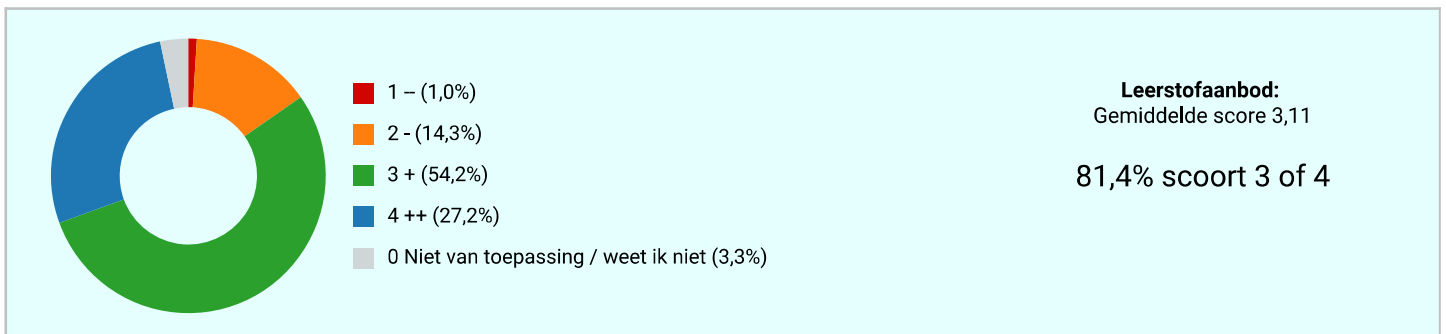 1 – (1,0%)
2 - (14,3%)
3 + (54,2%)
4 ++ (27,2%)
0 Niet van toepassing / weet ik niet (3,3%)
Leerstofaanbod:
Gemiddelde score 3,11
81,4% scoort 3 of 4